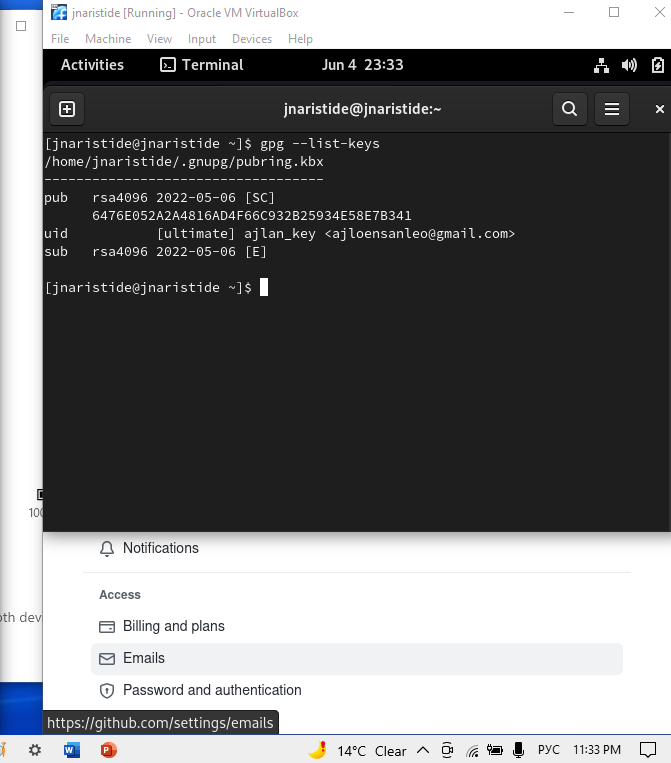 jnaristide [Running] - Oracle VM VirtualBox
File Machine View Input Devices Help
Activities Terminal Jun 4 23:33
jnaristide@jnaristide:~
[jnaristide@jnaristide ~]$ gpg --list-keys
/home/jnaristide/.gnupg/pubring.kbx
-----------------------------------
pub rsa4096 2022-05-06 [SC]
6476E052A2A4816AD4F66C932B25934E58E7B341
uid [ultimate] ajlan_key <ajloensanleo@gmail.com>
sub rsa4096 2022-05-06 [E]
[jnaristide@jnaristide ~]$
Notifications
Access
Billing and plans
Emails
Password and authentication
https://github.com/settings/emails
14°C Clear РУС 11:33 PM